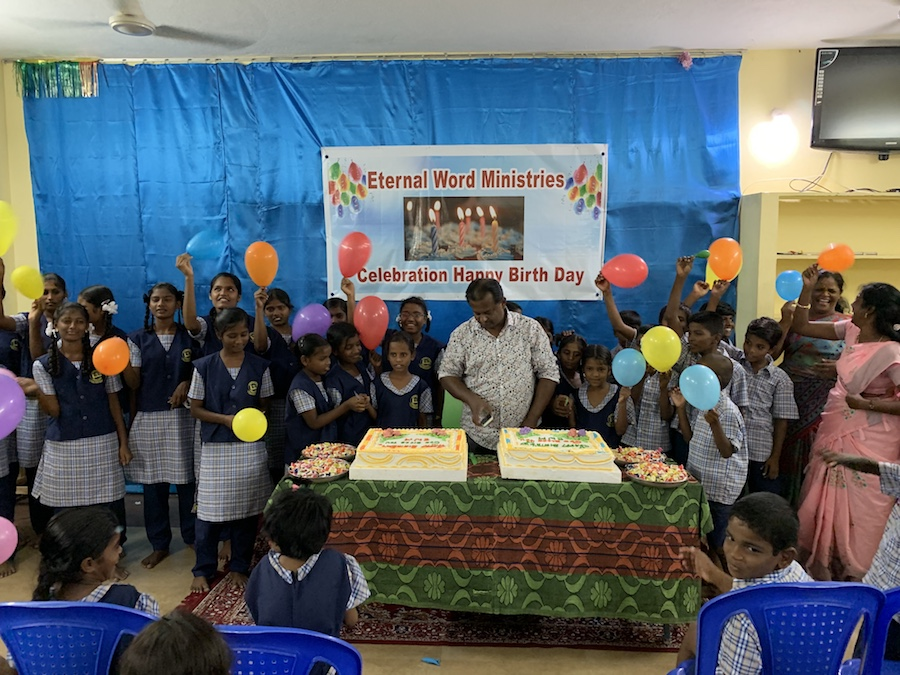 Eternal Word Ministries
Celebration Happy Birth Day